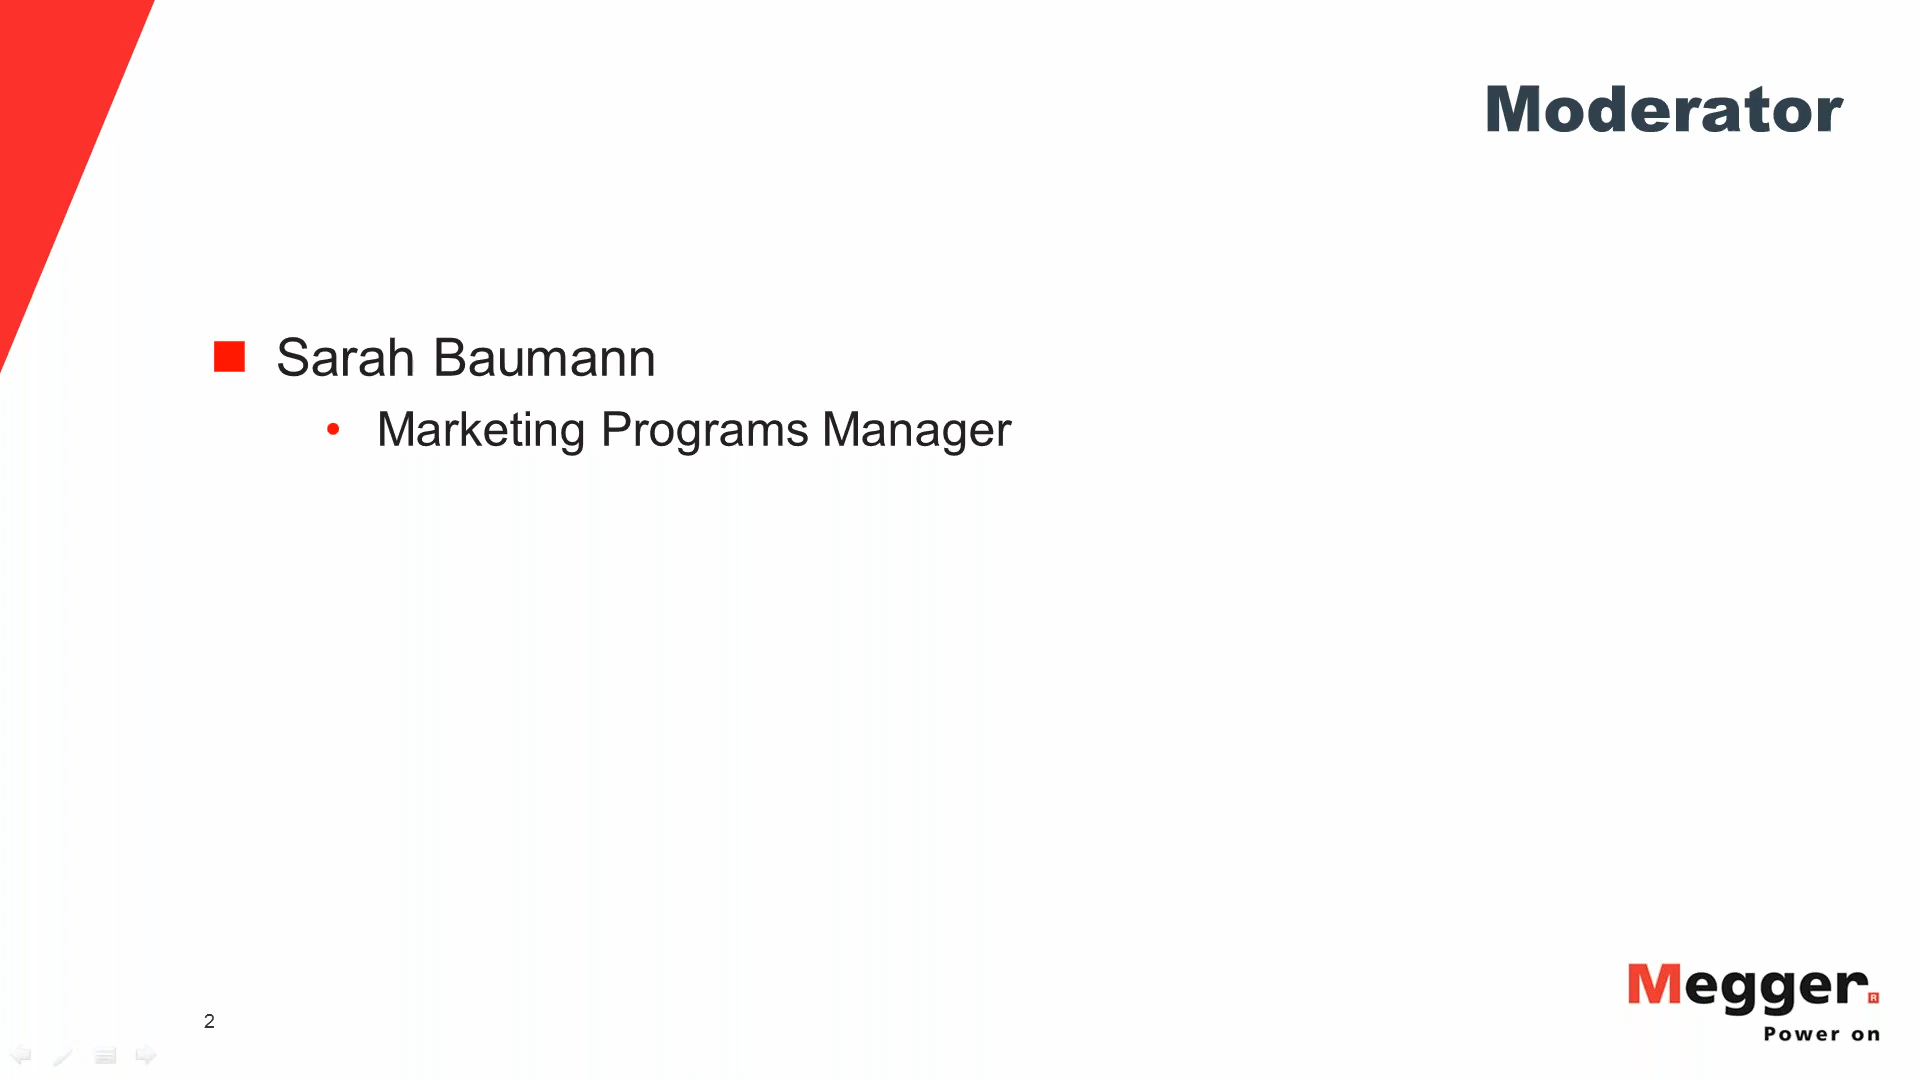 Moderator
Sarah Baumann
Marketing Programs Manager
2
Megger.
Power on